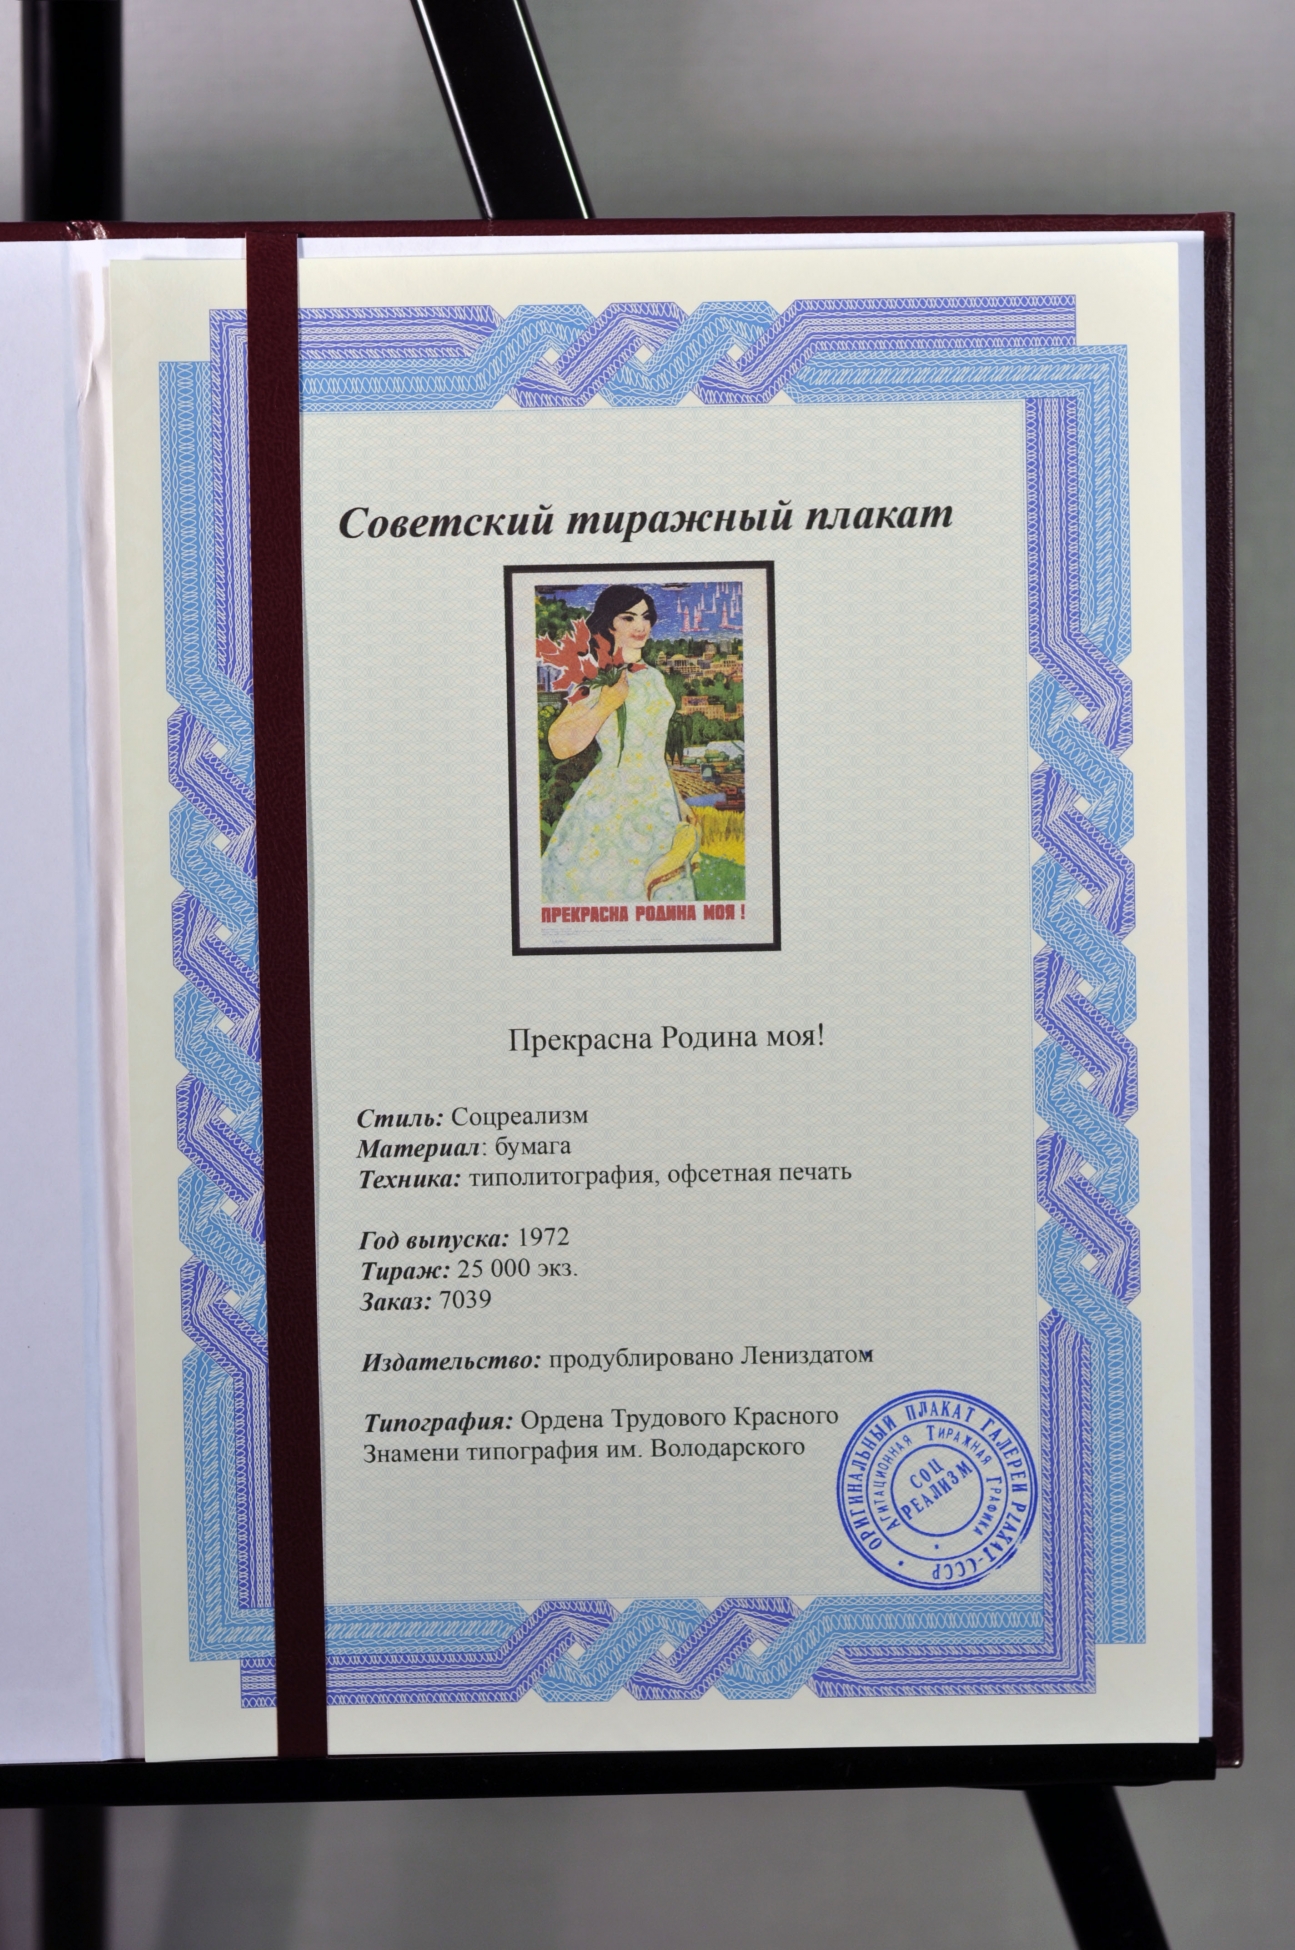 Советский тиражный плакат
ПРЕКРАСНА РОДИНА МОЯ!
Прекрасна Родина моя!
Стиль: Соцреализм
Материал: бумага
Техника: типолитография, офсетная печать
Год выпуска: 1972
Тираж: 25 000 экз.
Заказ: 7039
Издательство: продублировано Лениздатом
Типография: Ордена Трудового Красного
Знамени типография им. Володарского
ОРИГИНАЛЬНЫЙ ПЛАКАТ ГАЛЕРЕИ PLAKAT-СССР
АГИТАЦИОННАЯ ТИРАЖНАЯ ГРАФИКА
СОЦ
РЕАЛИЗМ